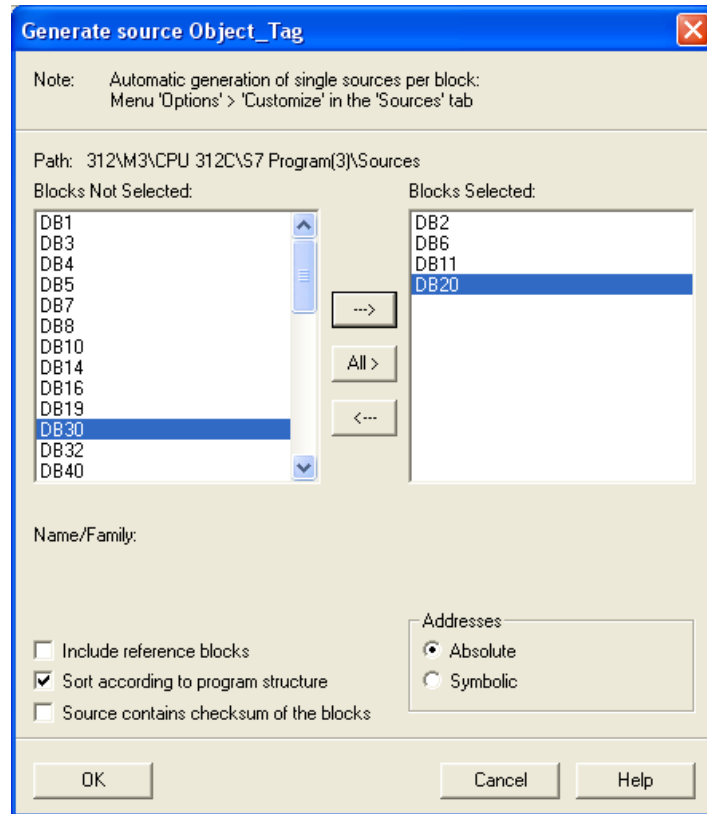 Generate source Object_Tag
Note: Automatic generation of single sources per block:
Menu 'Options' > 'Customize' in the 'Sources' tab
Path: 312\M3\CPU 312C\S7 Program(3)\Sources
Blocks Not Selected:
DB1
DB3
DB4
DB5
DB7
DB8
DB10
DB14
DB16
DB19
DB30
DB32
DB40
--->
All >
<---
Blocks Selected:
DB2
DB6
DB11
DB20
Name/Family:
Include reference blocks
Sort according to program structure
Source contains checksum of the blocks
Addresses
Absolute
Symbolic
OK
Cancel
Help